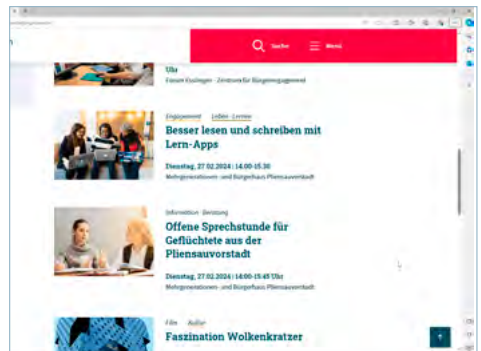 Suche   Menü
Uhr
Forum Esslingen - Zentrum für Bürgerengagement
Engagement   Leben · Lernen
Besser lesen und schreiben mit
Lern-Apps
Dienstag, 27.02.2024 | 14:00-15:30
Mehrgenerationen- und Bürgerhaus Pliensauvorstadt
Information · Beratung
Offene Sprechstunde für
Geflüchtete aus der
Pliensauvorstadt
Dienstag, 27.02.2024 | 14:00-15:45 Uhr
Mehrgenerationen- und Bürgerhaus Pliensauvorstadt
Film   Kultur
Faszination Wolkenkratzer